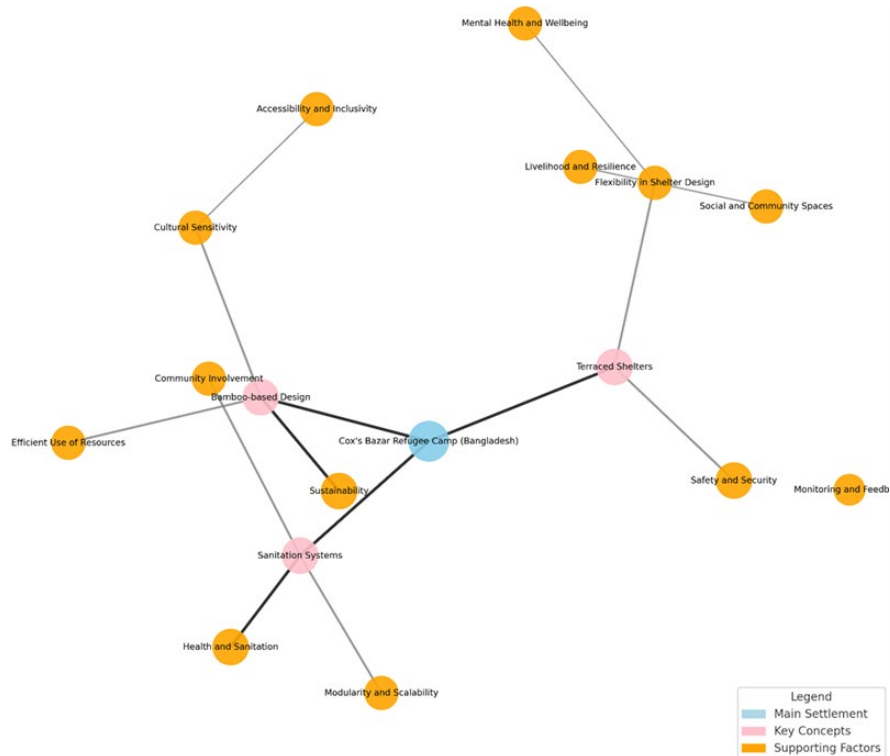 Mental Health and Wellbeing
Accessibility and Inclusivity
Livelihood and Resilience
Flexibility in Shelter Design
Social and Community Spaces
Cultural Sensitivity
Terraced Shelters
Community Involvement
Bamboo-based Design
Efficient Use of Resources
Cox's Bazar Refugee Camp (Bangladesh)
Safety and Security
Sustainability
Monitoring and Feedb
Sanitation Systems
Health and Sanitation
Modularity and Scalability
Legend
Main Settlement
Key Concepts
Supporting Factors